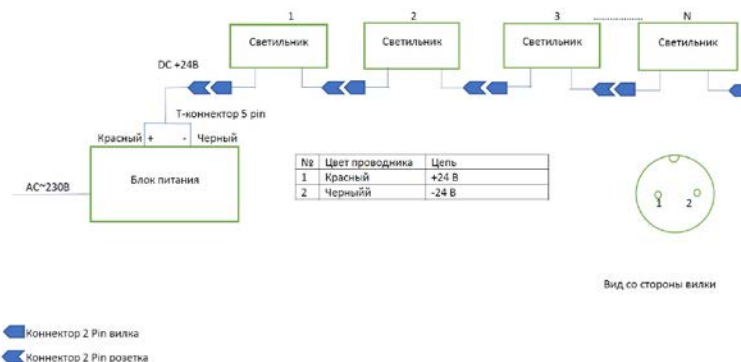 1 2 3 ................. N
Светильник Светильник Светильник Светильник
DC +24В
Т-коннектор 5 pin
Красный + - Черный
Блок питания
AC~230В
№ Цвет проводника Цепь
1 Красный +24 В
2 Черныйй -24 В
1 2
Вид со стороны вилки
Коннектор 2 Pin вилка
Коннектор 2 Pin розетка